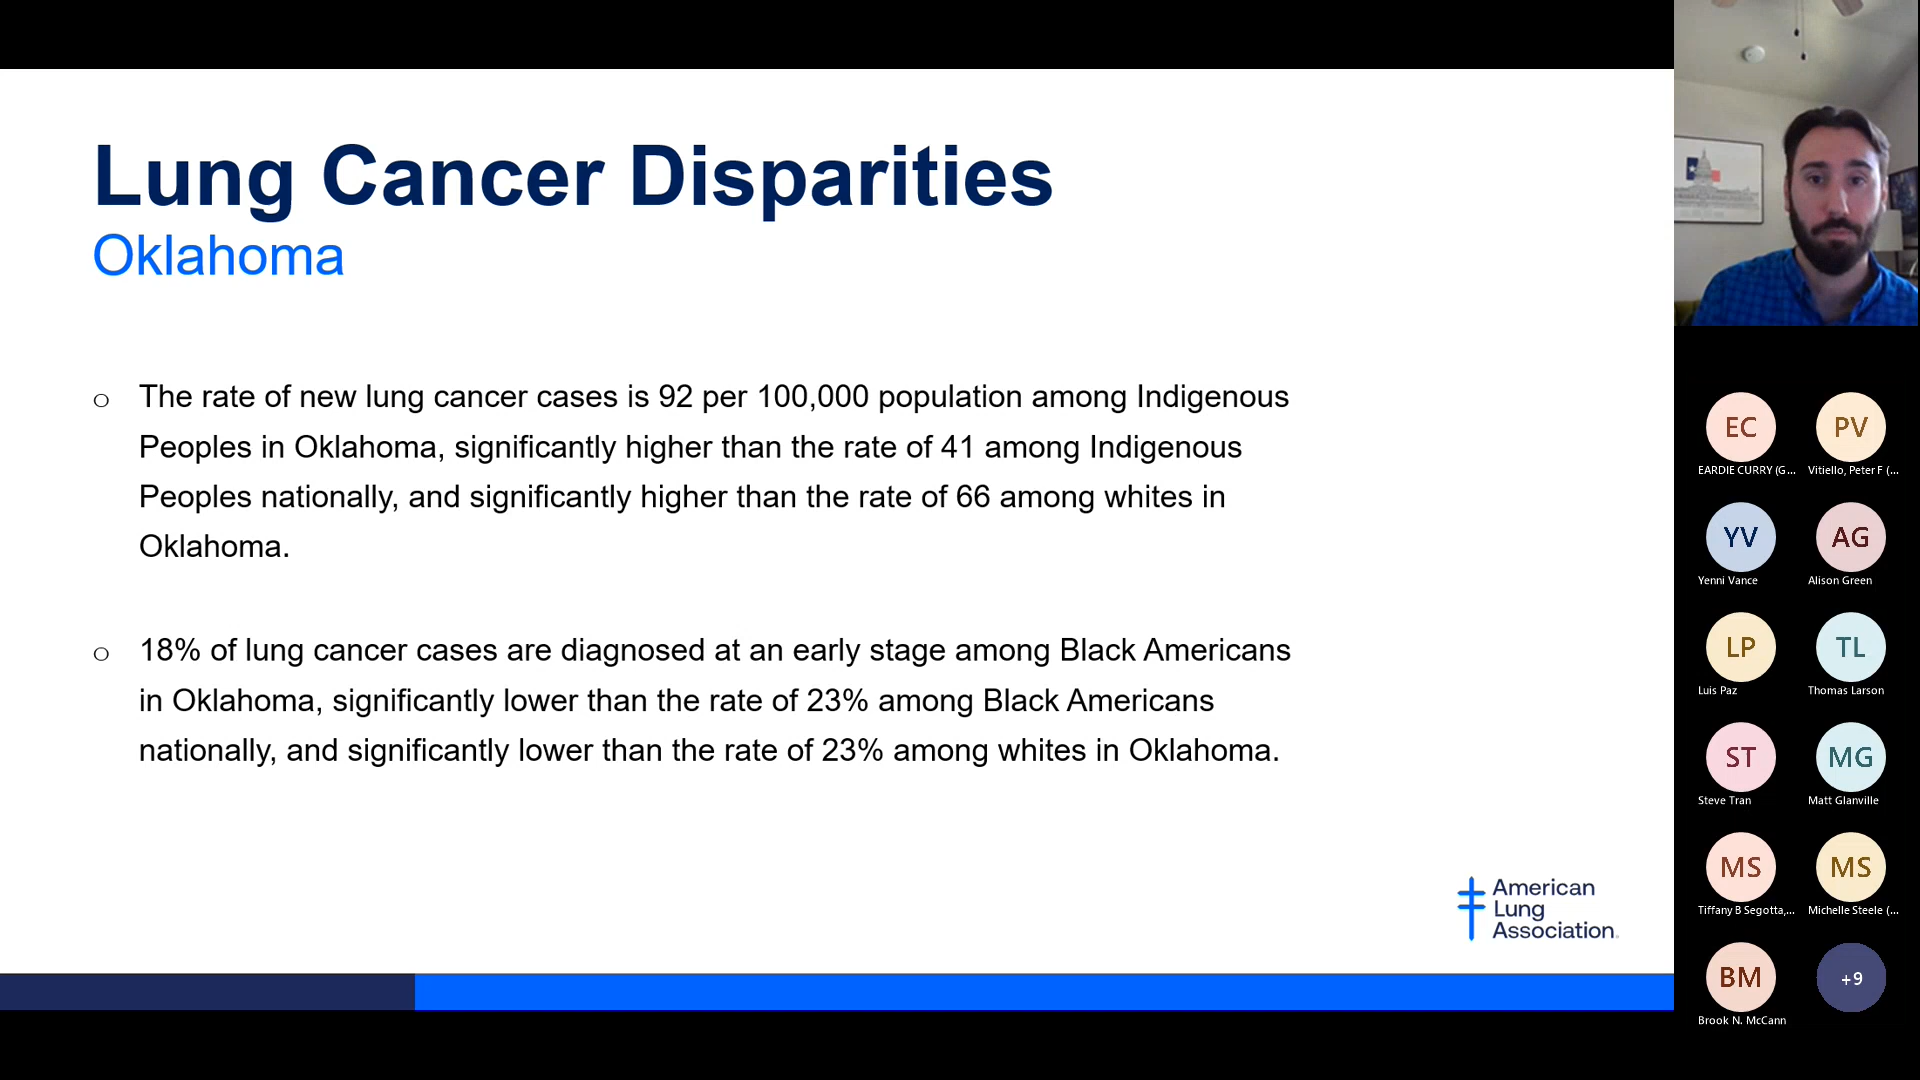 Lung Cancer Disparities
Oklahoma
The rate of new lung cancer cases is 92 per 100,000 population among Indigenous
Peoples in Oklahoma, significantly higher than the rate of 41 among Indigenous
Peoples nationally, and significantly higher than the rate of 66 among whites in
Oklahoma.
18% of lung cancer cases are diagnosed at an early stage among Black Americans
in Oklahoma, significantly lower than the rate of 23% among Black Americans
nationally, and significantly lower than the rate of 23% among whites in Oklahoma.
American
Lung
Association.
EC
PV
EARDIE CURRY (G...
Vitiello, Peter F (...
YV
AG
Yenni Vance
Alison Green
LP
TL
Luis Paz
Thomas Larson
ST
MG
Steve Tran
Matt Glanville
MS
MS
Tiffany B Segotta,...
Michelle Steele (...
BM
+9
Brook N. McCann